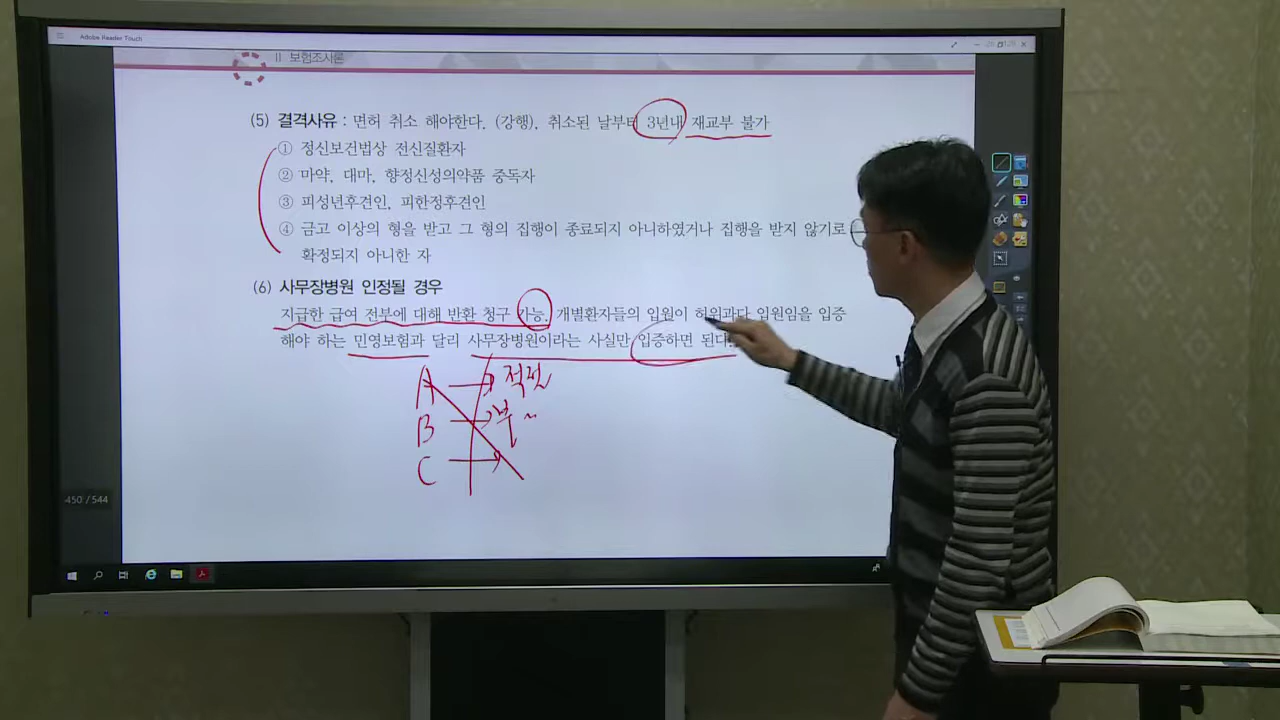 Adobe Reader Touch
II 보험조사론
(5) 결격사유 : 면허 취소 해야한다. (강행), 취소된 날부터 3년내 재교부 불가
① 정신보건법상 전신질환자
② 마약, 대마, 향정신성의약품 중독자
③ 피성년후견인, 피한정후견인
④ 금고 이상의 형을 받고 그 형의 집행이 종료되지 아니하였거나 집행을 받지 않기로
확정되지 아니한 자
(6) 사무장병원 인정될 경우
지급한 급여 전부에 대해 반환 청구 가능, 개별환자들의 입원이 허위과다 입원임을 입증
해야 하는 민영보험과 달리 사무장병원이라는 사실만 입증하면 된다.
A 적정
B 부
C
450 / 544